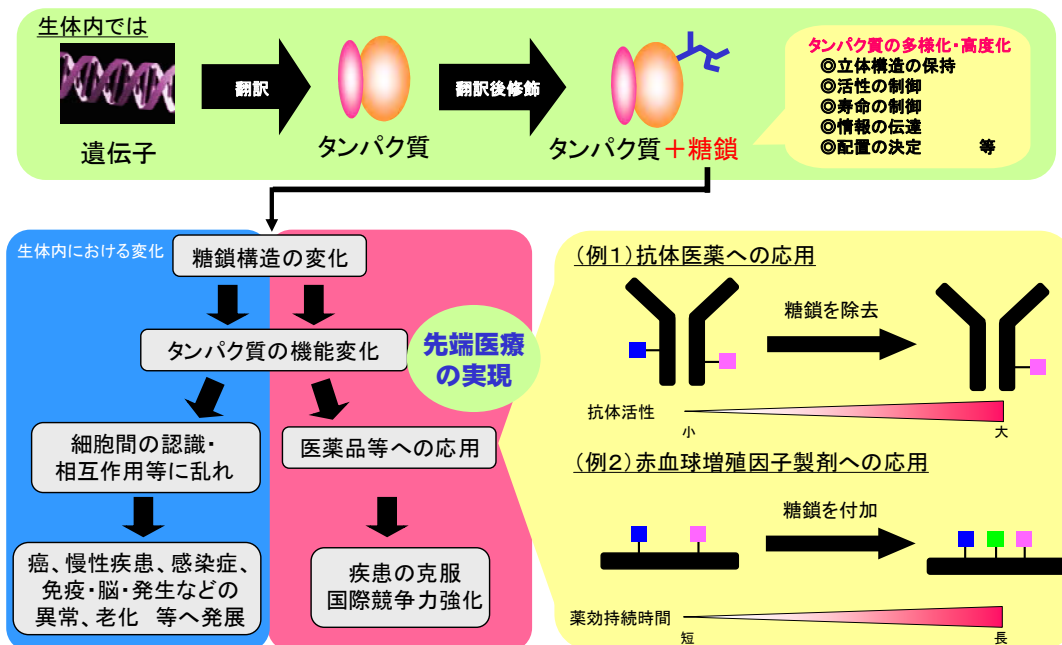 生体内では
翻訳
翻訳後修飾
遺伝子
タンパク質
タンパク質＋糖鎖
タンパク質の多様化・高度化
◎立体構造の保持
◎活性の制御
◎寿命の制御
◎情報の伝達
◎配置の決定　　　等
生体内における変化
糖鎖構造の変化
タンパク質の機能変化
細胞間の認識・
相互作用等に乱れ
癌、慢性疾患、感染症、
免疫・脳・発生などの
異常、老化　等へ発展
医薬品等への応用
疾患の克服
国際競争力強化
先端医療
の実現
（例１）抗体医薬への応用
糖鎖を除去
抗体活性
小
大
（例２）赤血球増殖因子製剤への応用
糖鎖を付加
薬効持続時間
短
長